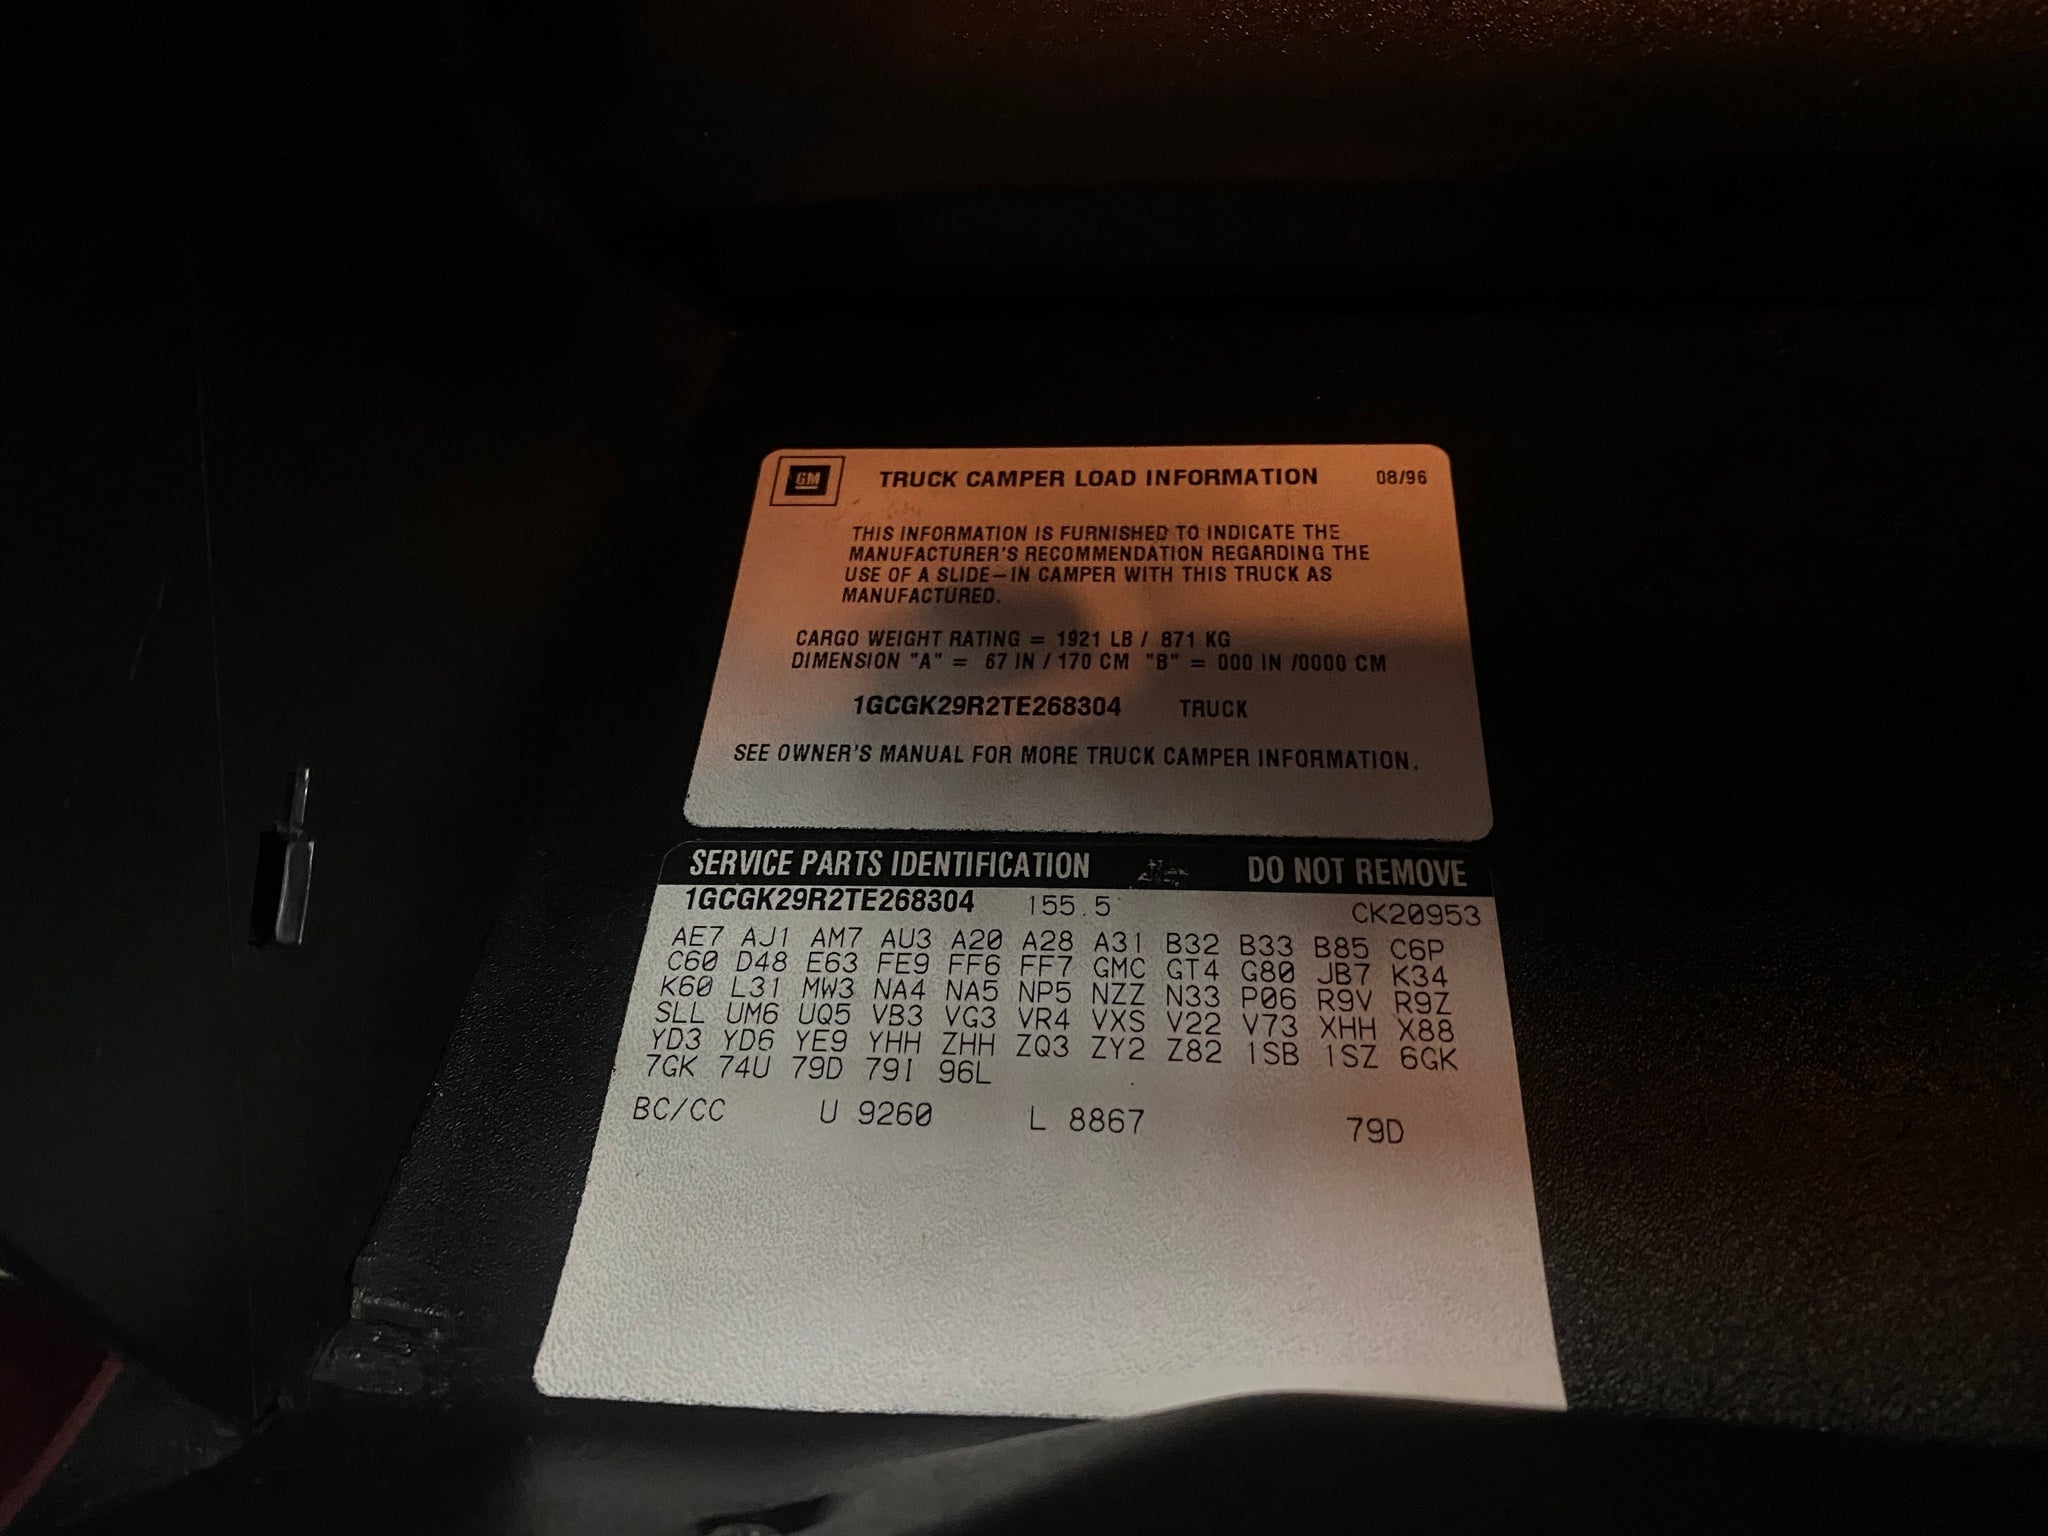 GM TRUCK CAMPER LOAD INFORMATION 08/96
THIS INFORMATION IS FURNISHED TO INDICATE THE
MANUFACTURER'S RECOMMENDATION REGARDING THE
USE OF A SLIDE–IN CAMPER WITH THIS TRUCK AS
MANUFACTURED.
CARGO WEIGHT RATING = 1921 LB / 871 KG
DIMENSION "A" = 67 IN / 170 CM "B" = 000 IN /0000 CM
1GCGK29R2TE268304 TRUCK
SEE OWNER'S MANUAL FOR MORE TRUCK CAMPER INFORMATION.
SERVICE PARTS IDENTIFICATION DO NOT REMOVE
1GCGK29R2TE268304 155.5 CK20953
AE7 AJ1 AM7 AU3 A20 A28 A31 B32 B33 B85 C6P
C60 D48 E63 FE9 FF6 FF7 GMC GT4 G80 JB7 K34
K60 L31 MW3 NA4 NA5 NP5 NZZ N33 P06 R9V R9Z
SLL UM6 UQ5 VB3 VG3 VR4 VXS V22 V73 XHH X88
YD3 YD6 YE9 YHH ZHH ZQ3 ZY2 Z82 1SB 1SZ 6GK
7GK 74U 79D 79I 96L
BC/CC U 9260 L 8867 79D